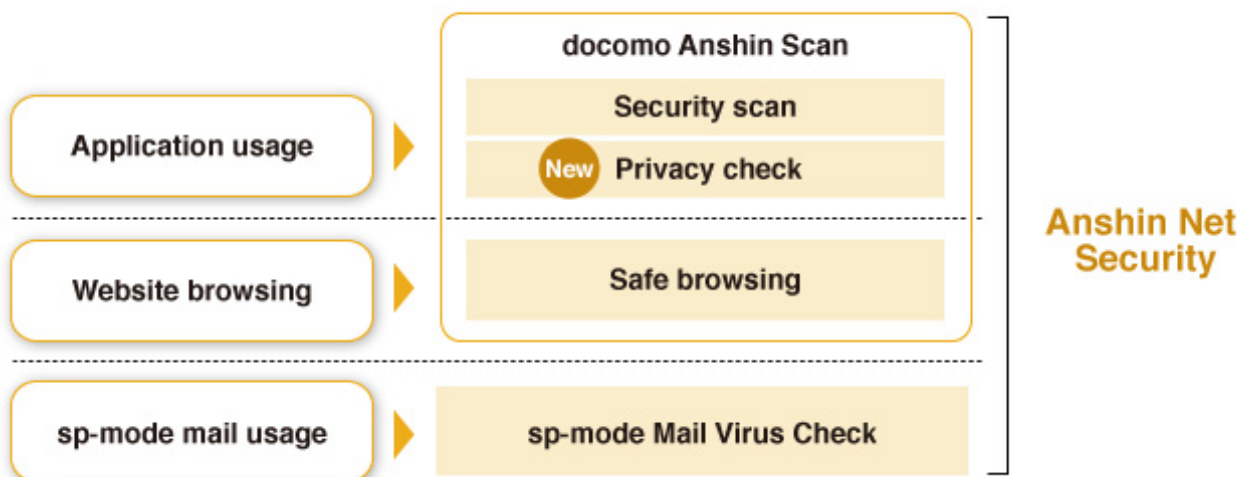 docomo Anshin Scan
Application usage
Security scan
New Privacy check
Website browsing
Safe browsing
sp-mode mail usage
sp-mode Mail Virus Check
Anshin Net
Security